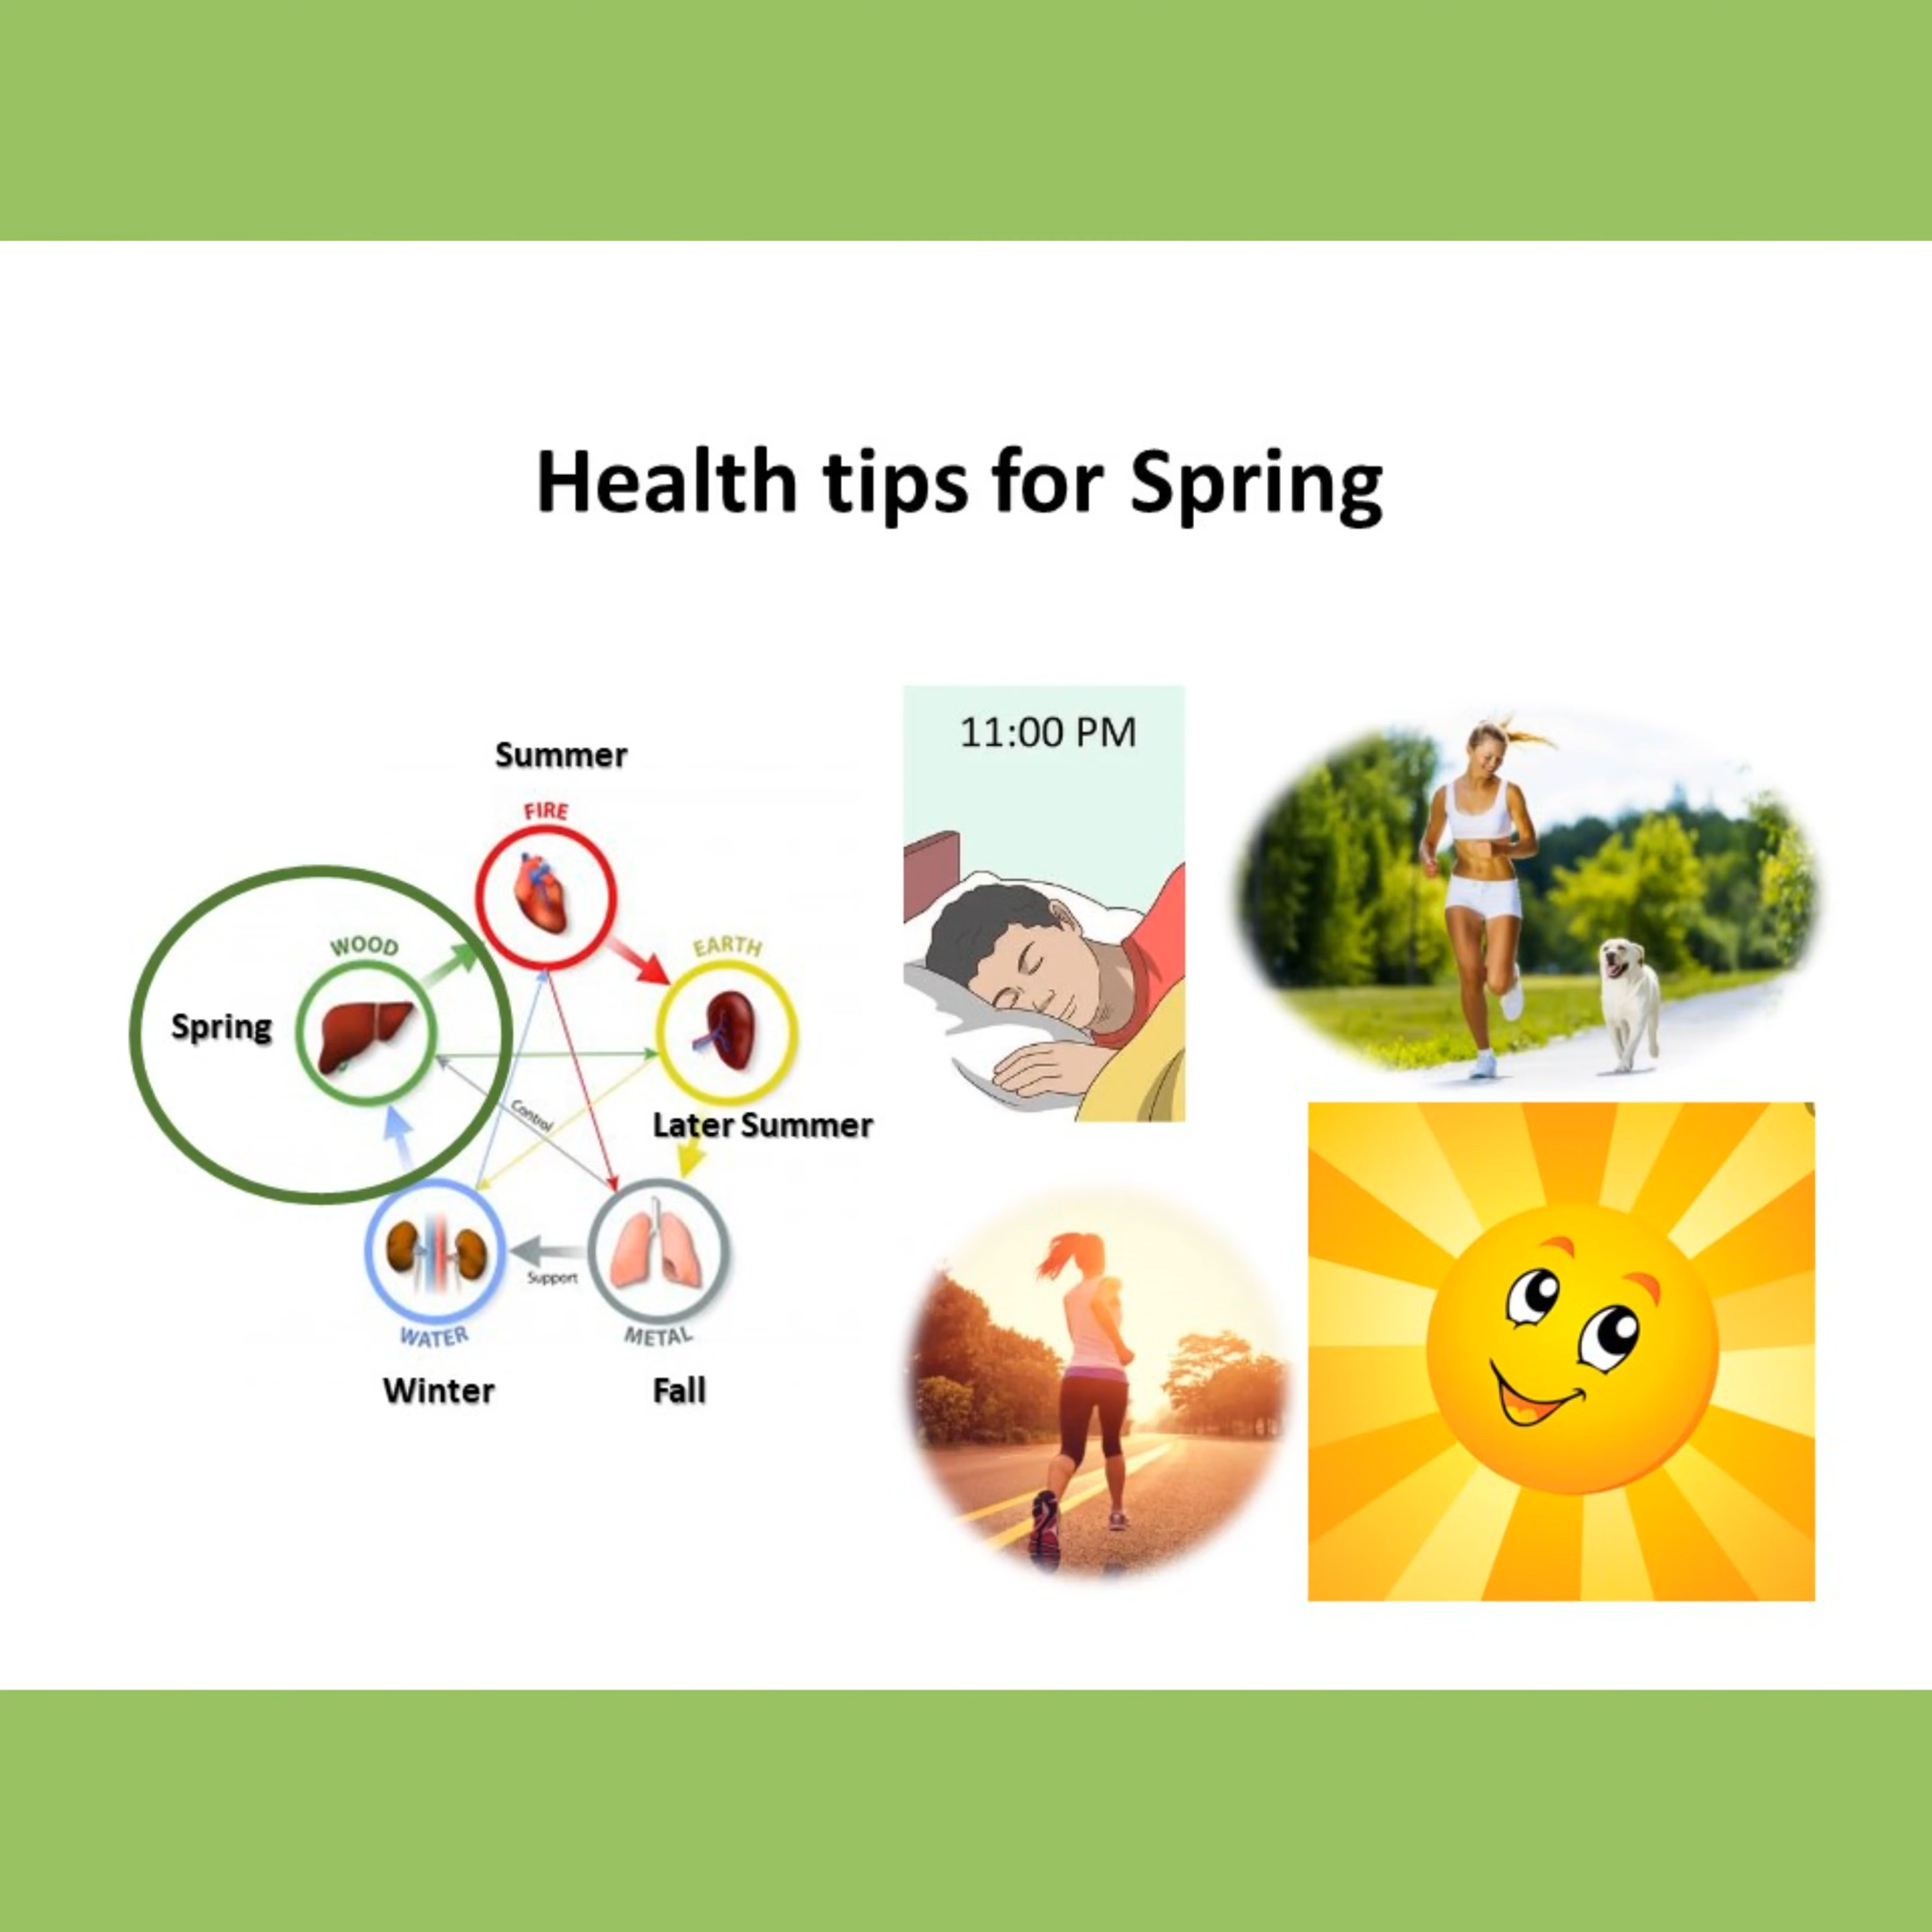 Health tips for Spring
Summer
FIRE
WOOD
EARTH
Spring
Control
Later Summer
Support
WATER
METAL
Winter
Fall
11:00 PM